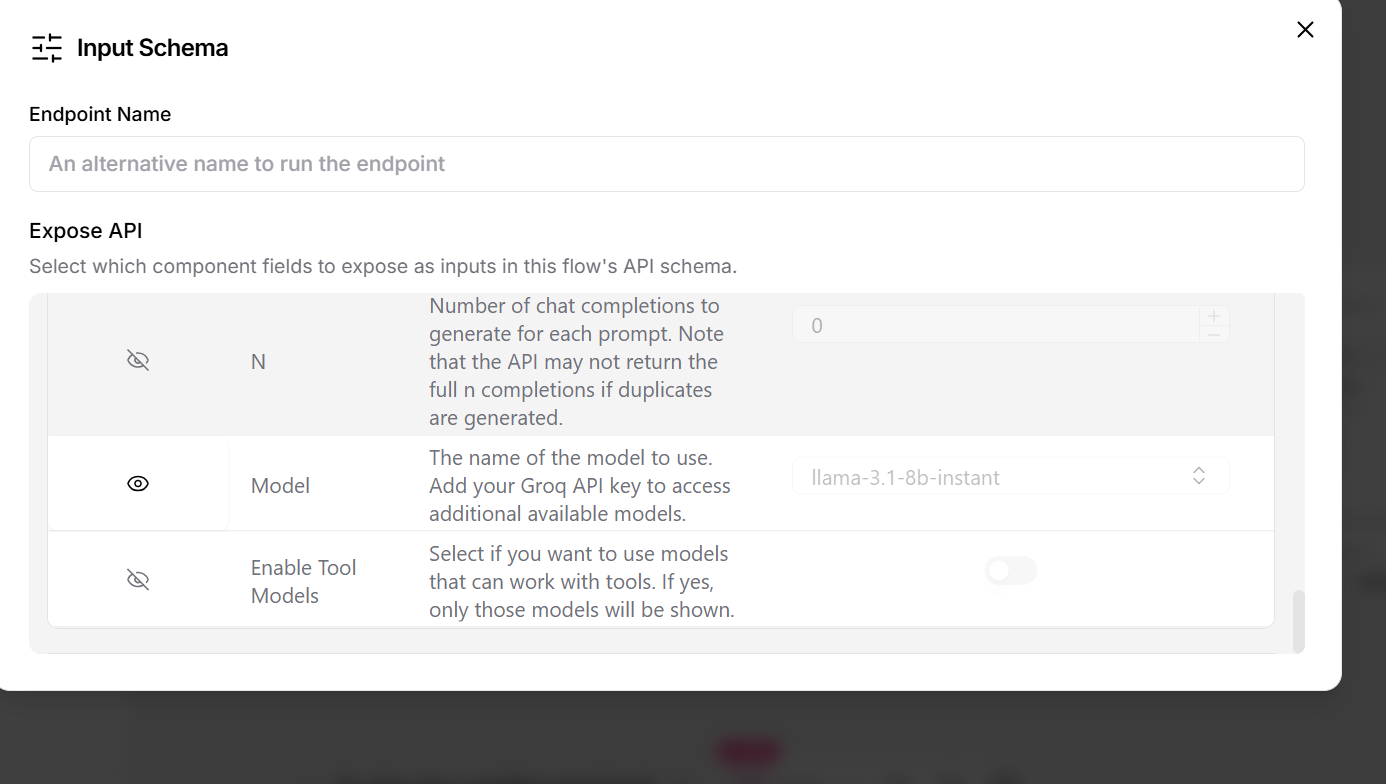 Input Schema
Endpoint Name
An alternative name to run the endpoint
Expose API
Select which component fields to expose as inputs in this flow's API schema.
N
Number of chat completions to
generate for each prompt. Note
that the API may not return the
full n completions if duplicates
are generated.
0
Model
The name of the model to use.
Add your Groq API key to access
additional available models.
llama-3.1-8b-instant
Enable Tool
Models
Select if you want to use models
that can work with tools. If yes,
only those models will be shown.